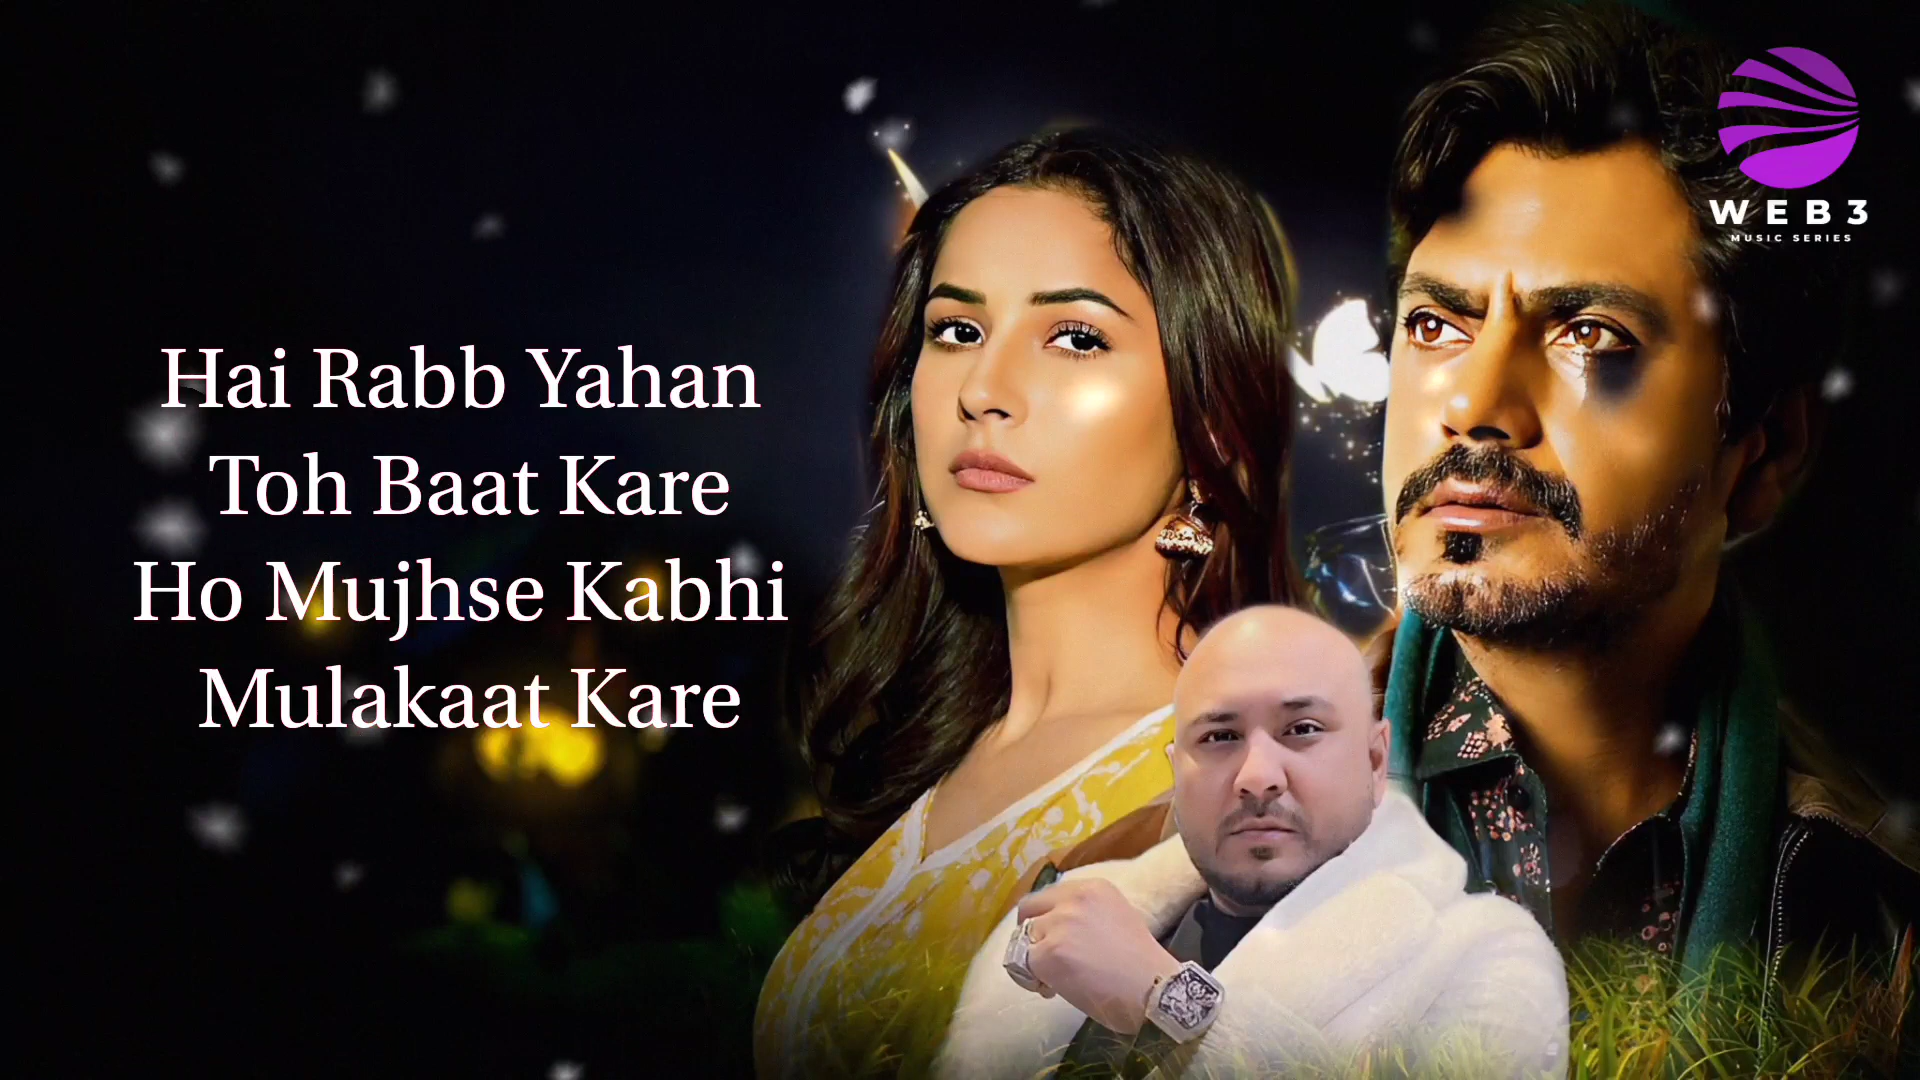 WEB3
MUSIC SERIES
Hai Rabb Yahan
Toh Baat Kare
Ho Mujhse Kabhi
Mulakaat Kare